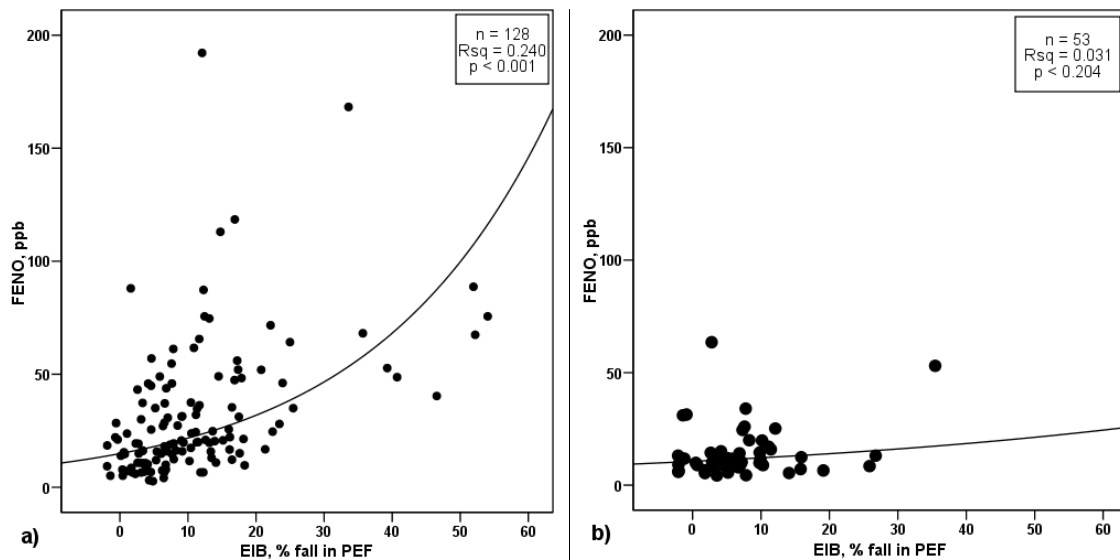 n = 128
Rsq = 0.240
p < 0.001
200
150
100
50
0
FENO, ppb
0 10 20 30 40 50 60
EIB, % fall in PEF
a)
n = 53
Rsq = 0.031
p < 0.204
200
150
100
50
0
FENO, ppb
0 10 20 30 40 50 60
EIB, % fall in PEF
b)